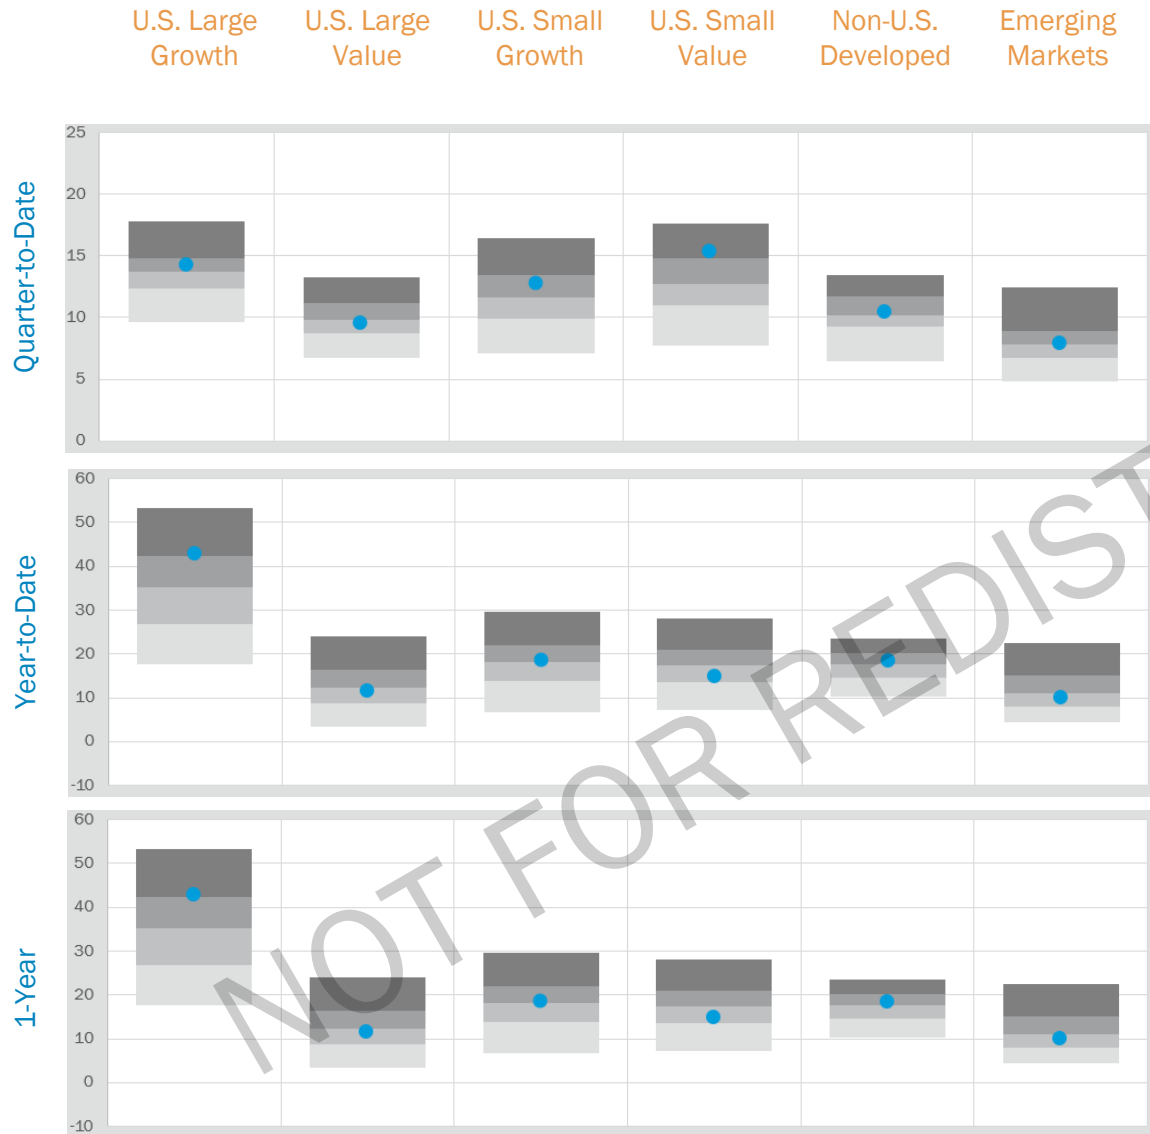 U.S. Large
Growth
U.S. Large
Value
U.S. Small
Growth
U.S. Small
Value
Non-U.S.
Developed
Emerging
Markets
Quarter-to-Date
25
20
15
10
5
0
Year-to-Date
60
50
40
30
20
10
0
-10
1-Year
60
50
40
30
20
10
0
-10
NOT FOR REDIST